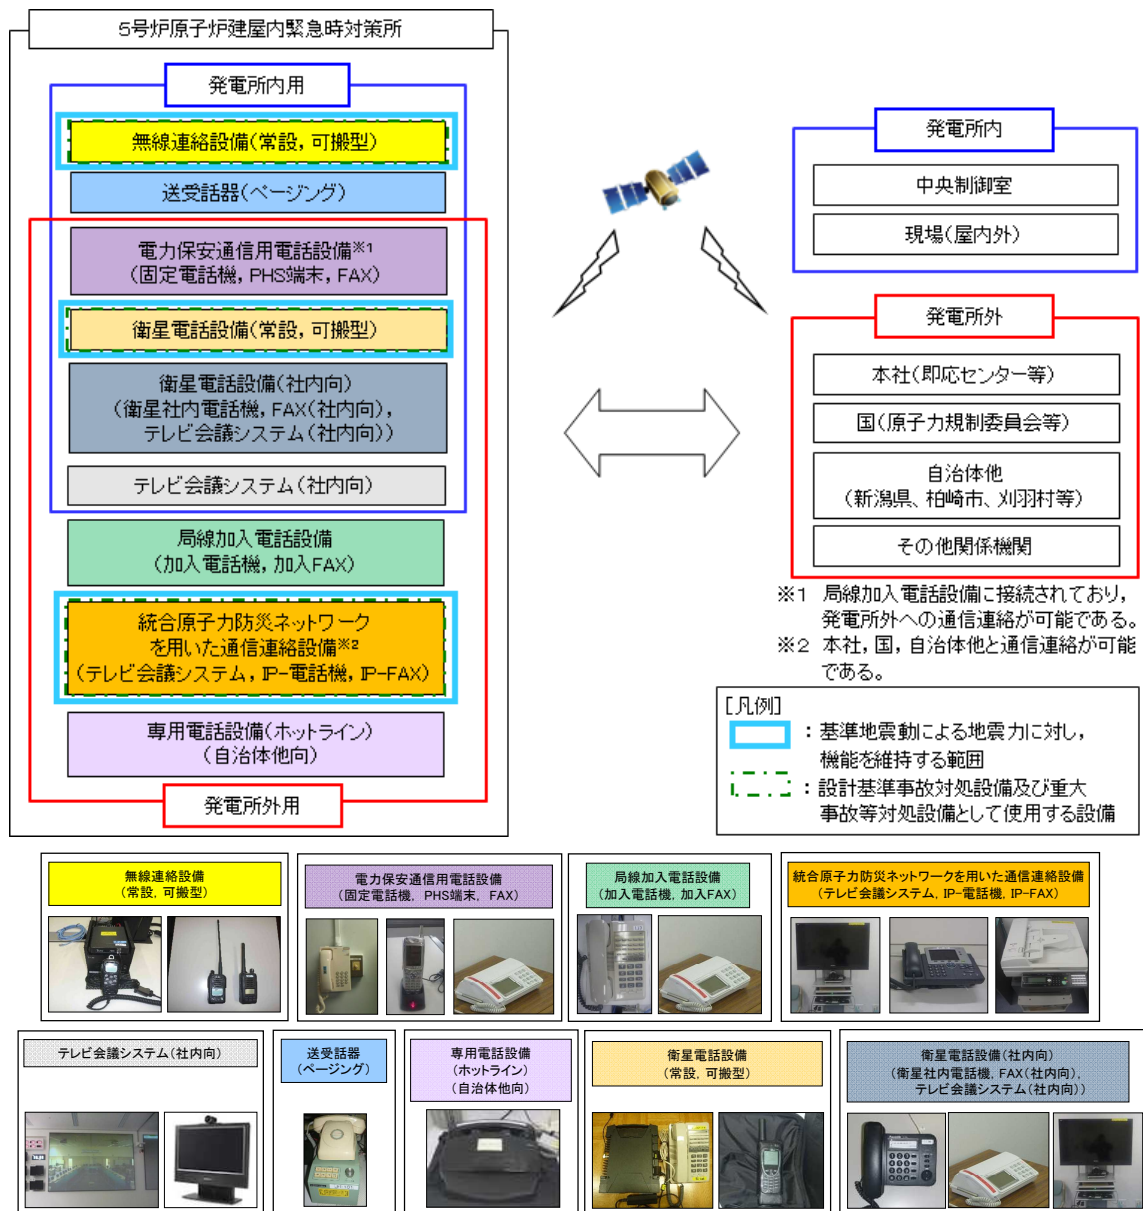 5号炉原子炉建屋内緊急時対策所
発電所内用
無線連絡設備(常設，可搬型)
送受話器(ページング)
電力保安通信用電話設備※1
(固定電話機，PHS端末，FAX)
衛星電話設備(常設，可搬型)
衛星電話設備(社内向)
(衛星社内電話機，FAX(社内向)，
テレビ会議システム(社内向))
テレビ会議システム(社内向)
局線加入電話設備
(加入電話機，加入FAX)
統合原子力防災ネットワーク
を用いた通信連絡設備※2
(テレビ会議システム，IP-電話機，IP-FAX)
専用電話設備(ホットライン)
(自治体他向)
発電所外用
発電所内
中央制御室
現場(屋内外)
発電所外
本社(即応センター等)
国(原子力規制委員会等)
自治体他
(新潟県、柏崎市、刈羽村等)
その他関係機関
※1 局線加入電話設備に接続されており，
発電所外への通信連絡が可能である。
※2 本社，国，自治体他と通信連絡が可能
である。
[凡例]
：基準地震動による地震力に対し，
機能を維持する範囲
：設計基準事故対処設備及び重大
事故等対処設備として使用する設備
無線連絡設備
(常設，可搬型)
電力保安通信用電話設備
(固定電話機，PHS端末，FAX)
局線加入電話設備
(加入電話機，加入FAX)
統合原子力防災ネットワークを用いた通信連絡設備
(テレビ会議システム，IP-電話機，IP-FAX)
テレビ会議システム(社内向)
送受話器
(ページング)
専用電話設備
(ホットライン)
(自治体他向)
衛星電話設備
(常設，可搬型)
衛星電話設備(社内向)
(衛星社内電話機，FAX(社内向)，
テレビ会議システム(社内向))